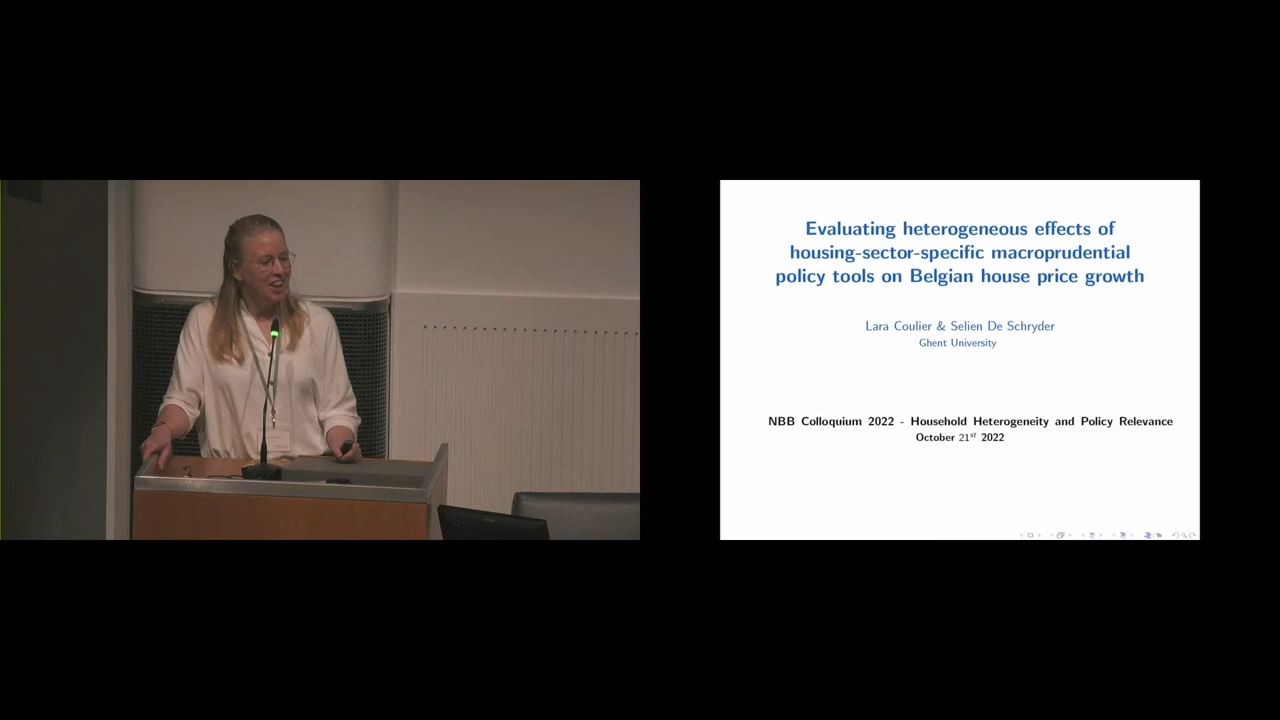 Evaluating heterogeneous effects of
housing-sector-specific macroprudential
policy tools on Belgian house price growth
Lara Coulier & Selien De Schryder
Ghent University
NBB Colloquium 2022 - Household Heterogeneity and Policy Relevance
October 21st 2022